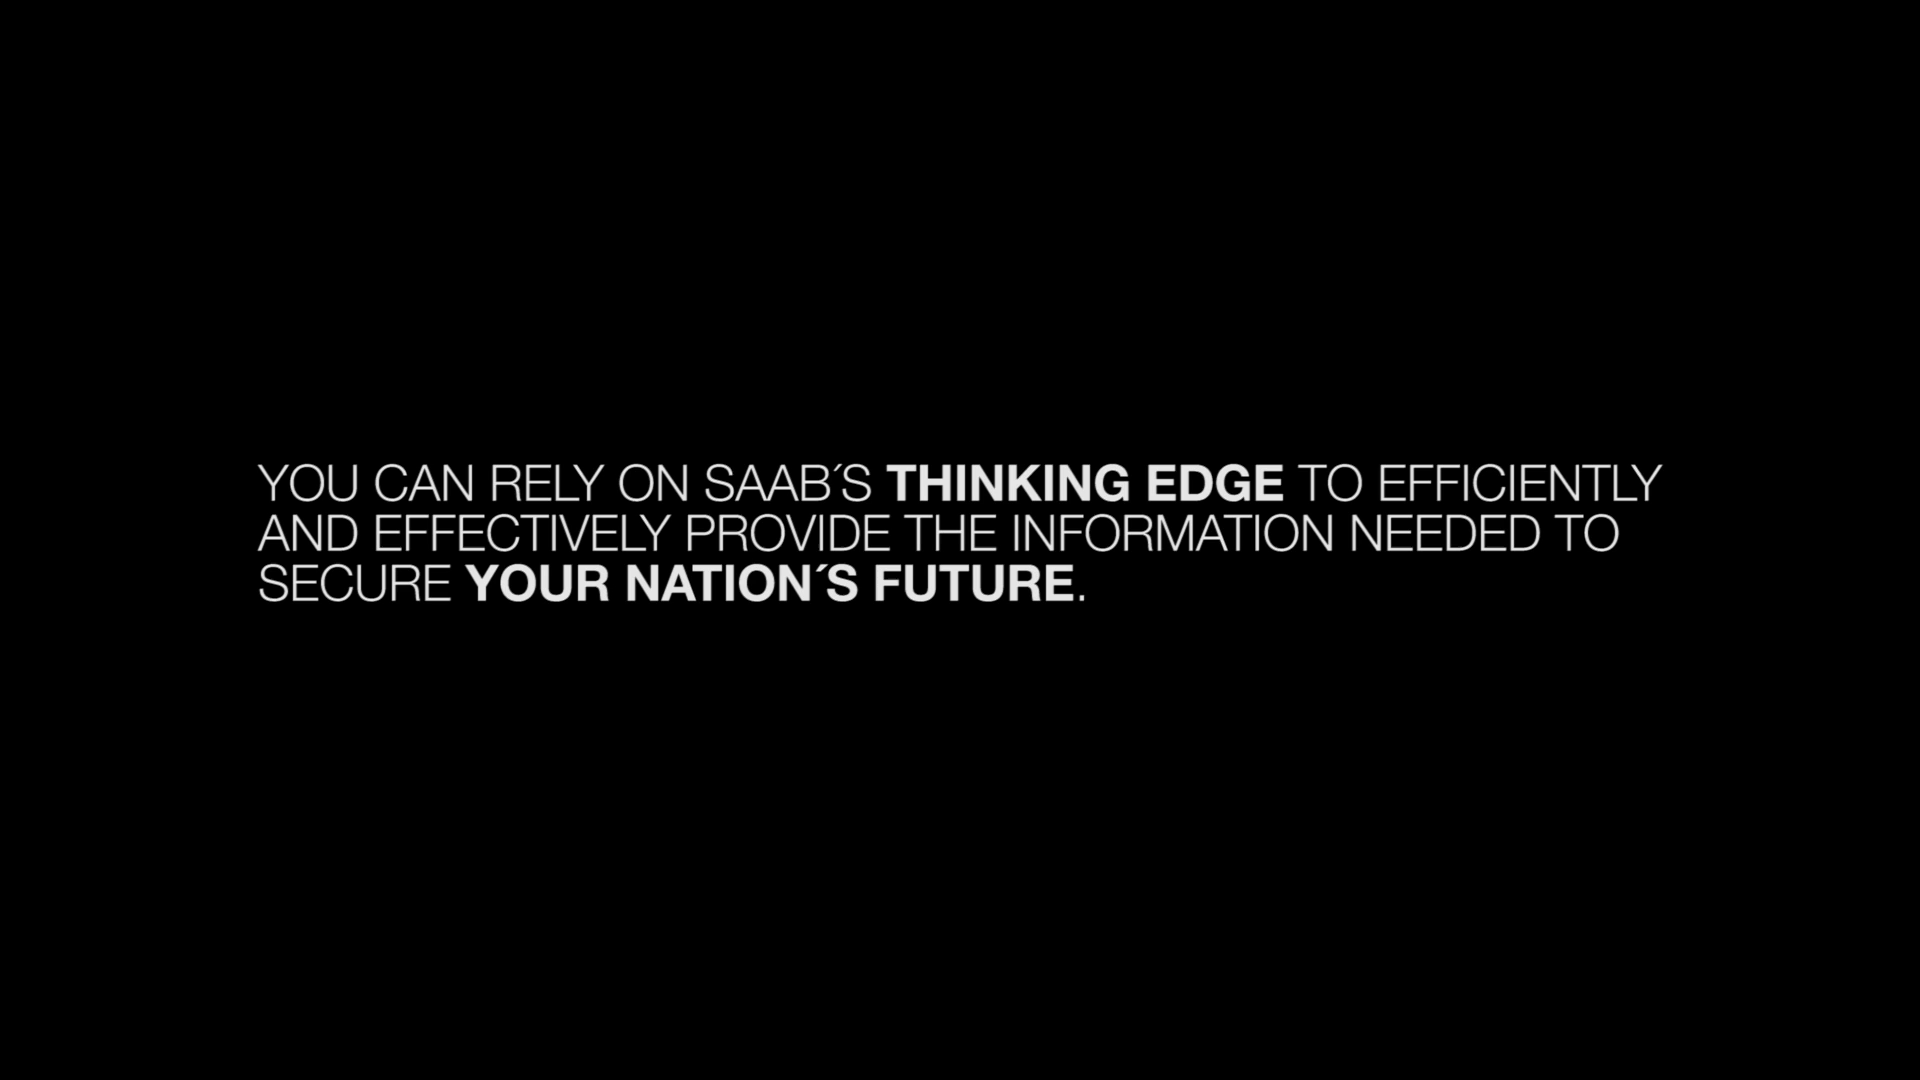 YOU CAN RELY ON SAAB´S THINKING EDGE TO EFFICIENTLY
AND EFFECTIVELY PROVIDE THE INFORMATION NEEDED TO
SECURE YOUR NATION´S FUTURE.